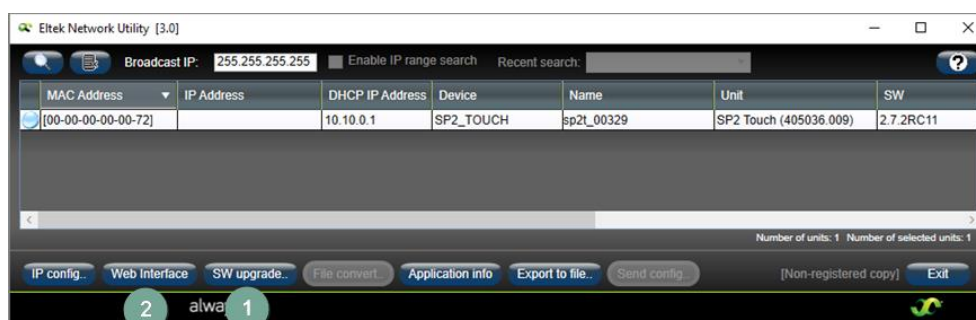 Eltek Network Utility [3.0]
Broadcast IP: 255.255.255.255 Enable IP range search Recent search: ?
MAC Address IP Address DHCP IP Address Device Name Unit SW
[00-00-00-00-00-72] 10.10.0.1 SP2_TOUCH sp2t_00329 SP2 Touch (405036.009) 2.7.2RC11
Number of units: 1 Number of selected units: 1
IP config.. Web Interface SW upgrade.. File convert.. Application info Export to file.. Send config.. [Non-registered copy] Exit
2 alwa 1